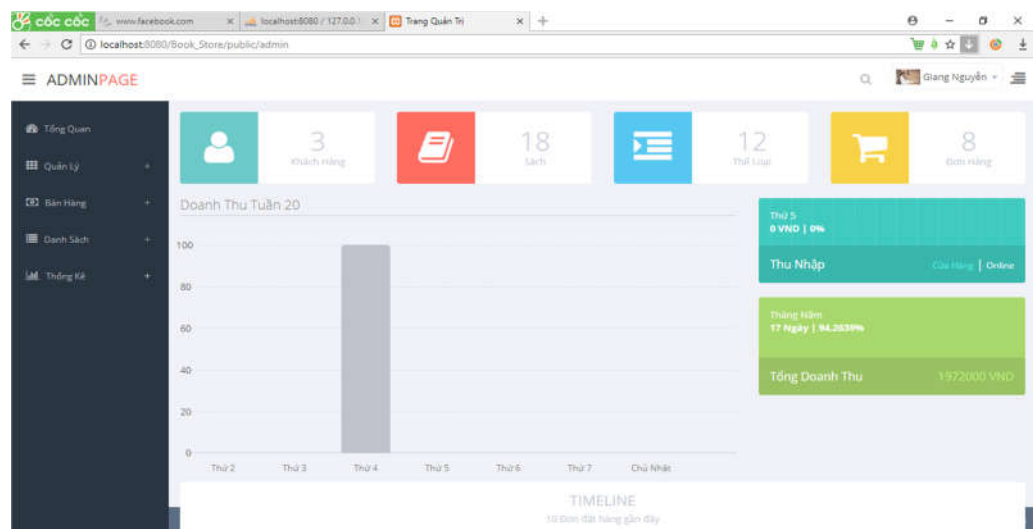 cốc cốc www.facebook.com localhost:8080 / 127.0.0.1 Trang Quản Trị
localhost:8080/Book_Store/public/admin
ADMINPAGE Giang Nguyễn
Tổng Quan
Quản Lý +
Bán Hàng +
Danh Sách +
Thống Kê +
3
Khách Hàng
18
Sách
12
Thể Loại
8
Đơn Hàng
Doanh Thu Tuần 20
100
80
60
40
20
0
Thứ 2 Thứ 3 Thứ 4 Thứ 5 Thứ 6 Thứ 7 Chủ Nhật
Thứ 5
0 VND | 0%
Thu Nhập Cửa Hàng | Online
Tháng Năm
17 Ngày | 94.2039%
Tổng Doanh Thu 1972000 VND
TIMELINE
10 Đơn đặt hàng gần đây